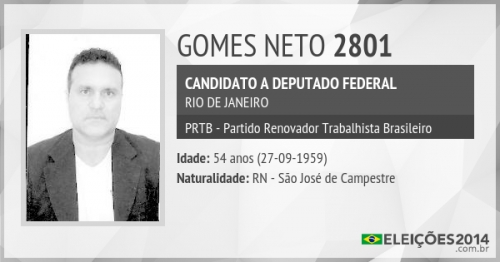 GOMES NETO 2801
CANDIDATO A DEPUTADO FEDERAL
RIO DE JANEIRO
PRTB - Partido Renovador Trabalhista Brasileiro
Idade: 54 anos (27-09-1959)
Naturalidade: RN - São José de Campestre
ELEIÇÕES2014
.com.br